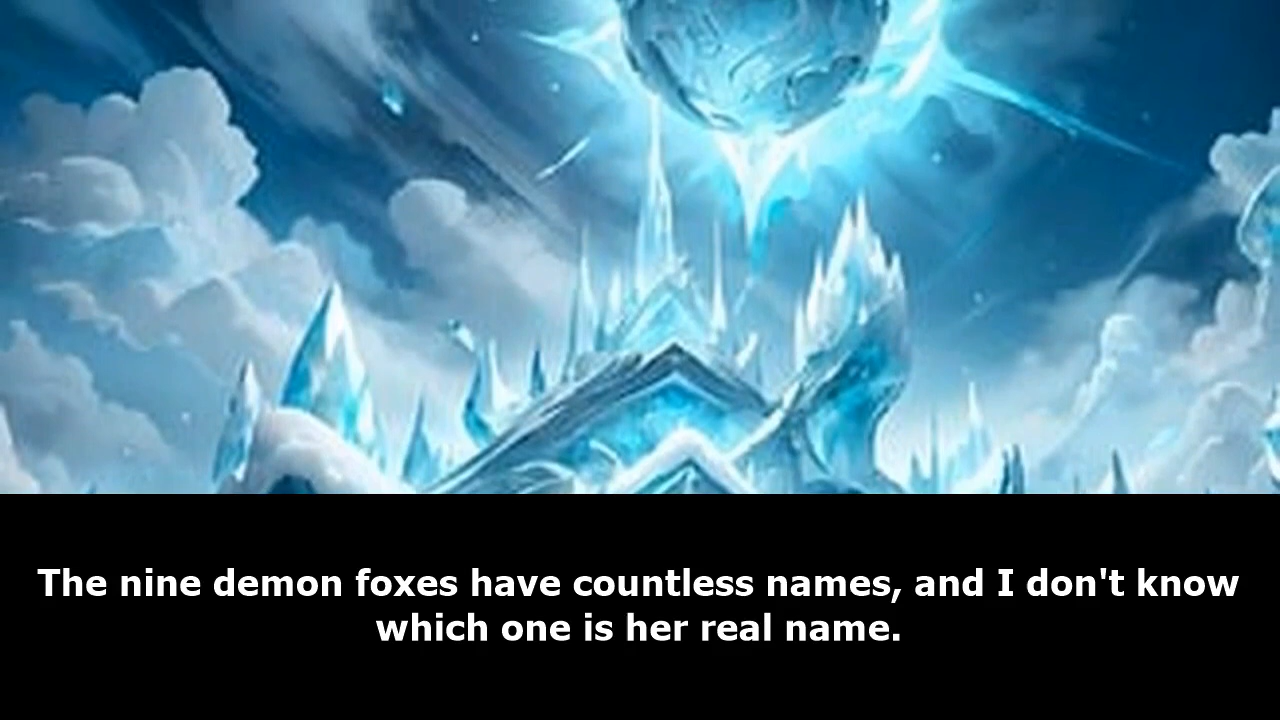 The nine demon foxes have countless names, and I don't know
which one is her real name.